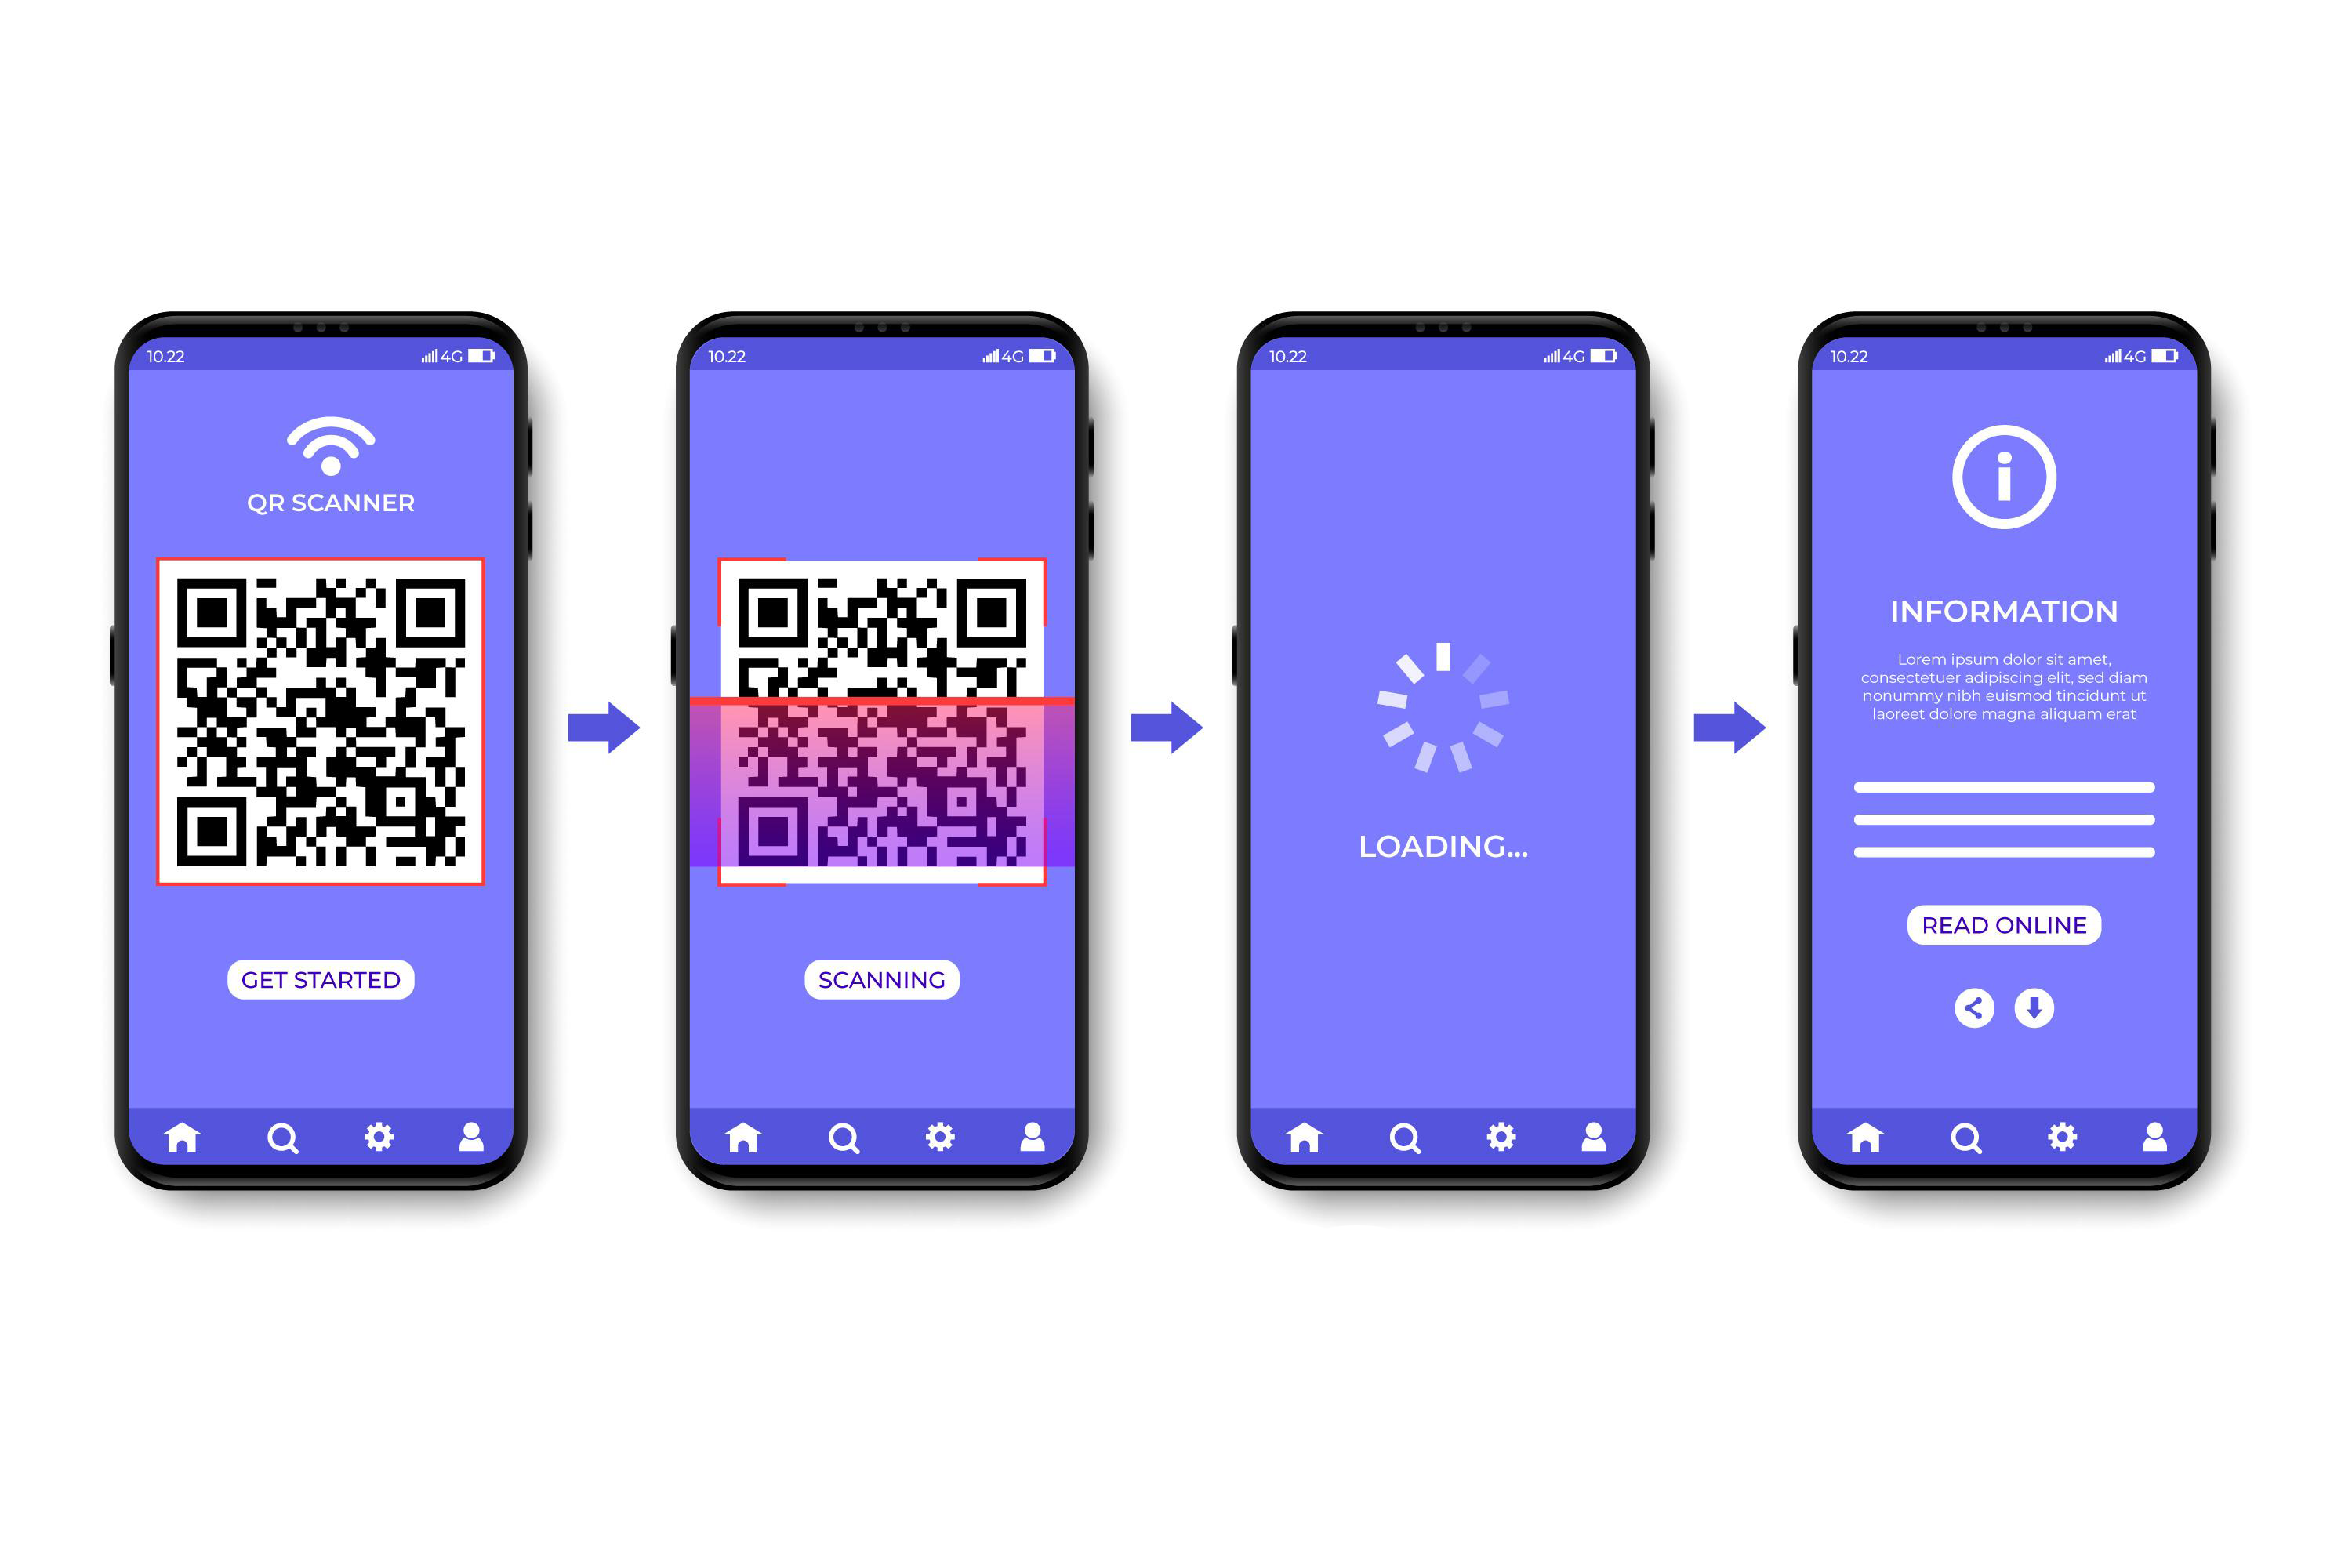 10.22
4G
QR SCANNER
GET STARTED
10.22
4G
SCANNING
10.22
4G
LOADING...
10.22
4G
i
INFORMATION
Lorem ipsum dolor sit amet,
consectetuer adipiscing elit, sed diam
nonummy nibh euismod tincidunt ut
laoreet dolore magna aliquam erat
READ ONLINE